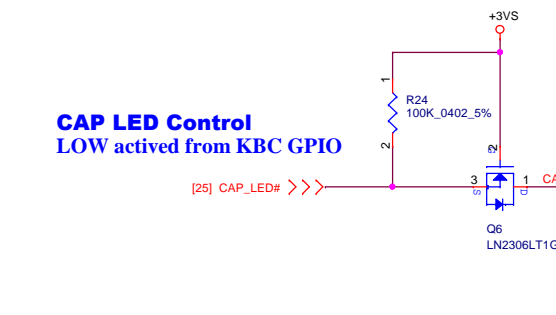 +3VS
1
R24
100K_0402_5%
2
CAP LED Control
LOW actived from KBC GPIO
2
G
[25] CAP_LED#
3
S
1
D
CA
Q6
LN2306LT1G